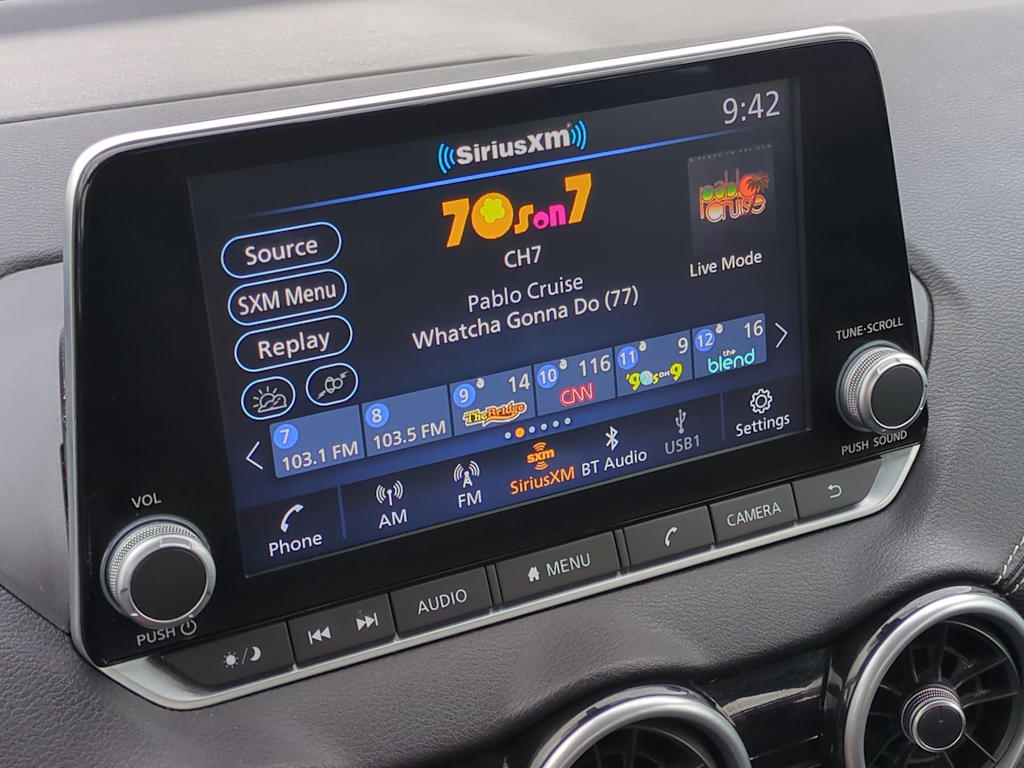 9:42
SiriusXM
70s on 7
CH7
Pablo Cruise
Whatcha Gonna Do (77)
pablo cruise
Live Mode
Source
SXM Menu
Replay
7 103.1 FM
8 103.5 FM
9 14 The Bridge
10 116 CNN
11 9 '90s ON 9
12 16 the blend
Phone
AM
FM
sxm
SiriusXM
BT Audio
USB1
Settings
VOL
PUSH
TUNE·SCROLL
PUSH SOUND
AUDIO
MENU
CAMERA